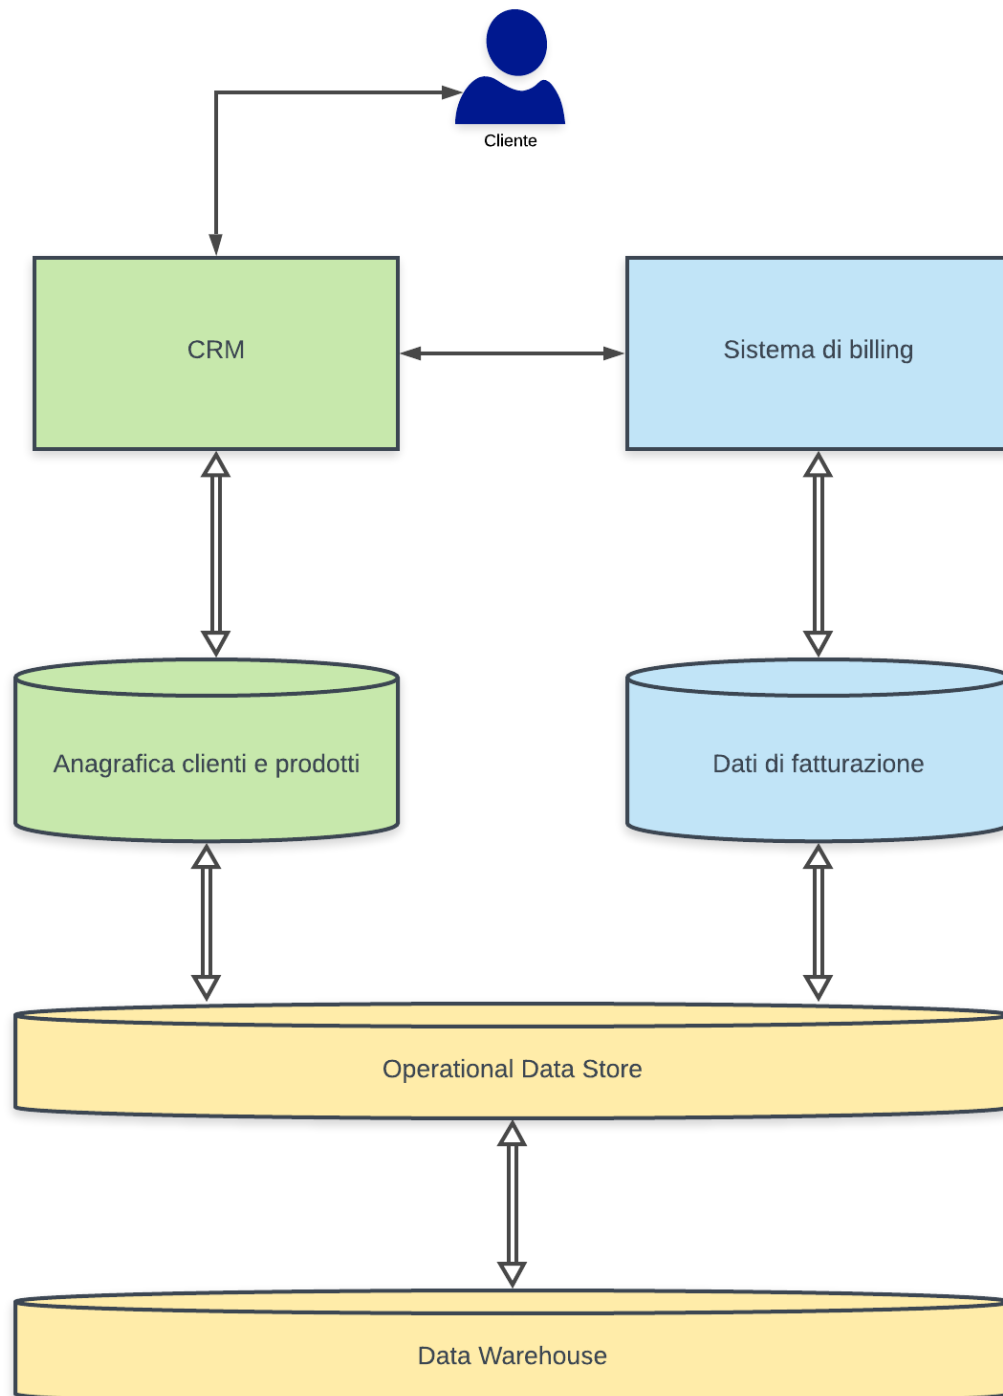 Cliente
CRM
Sistema di billing
Anagrafica clienti e prodotti
Dati di fatturazione
Operational Data Store
Data Warehouse